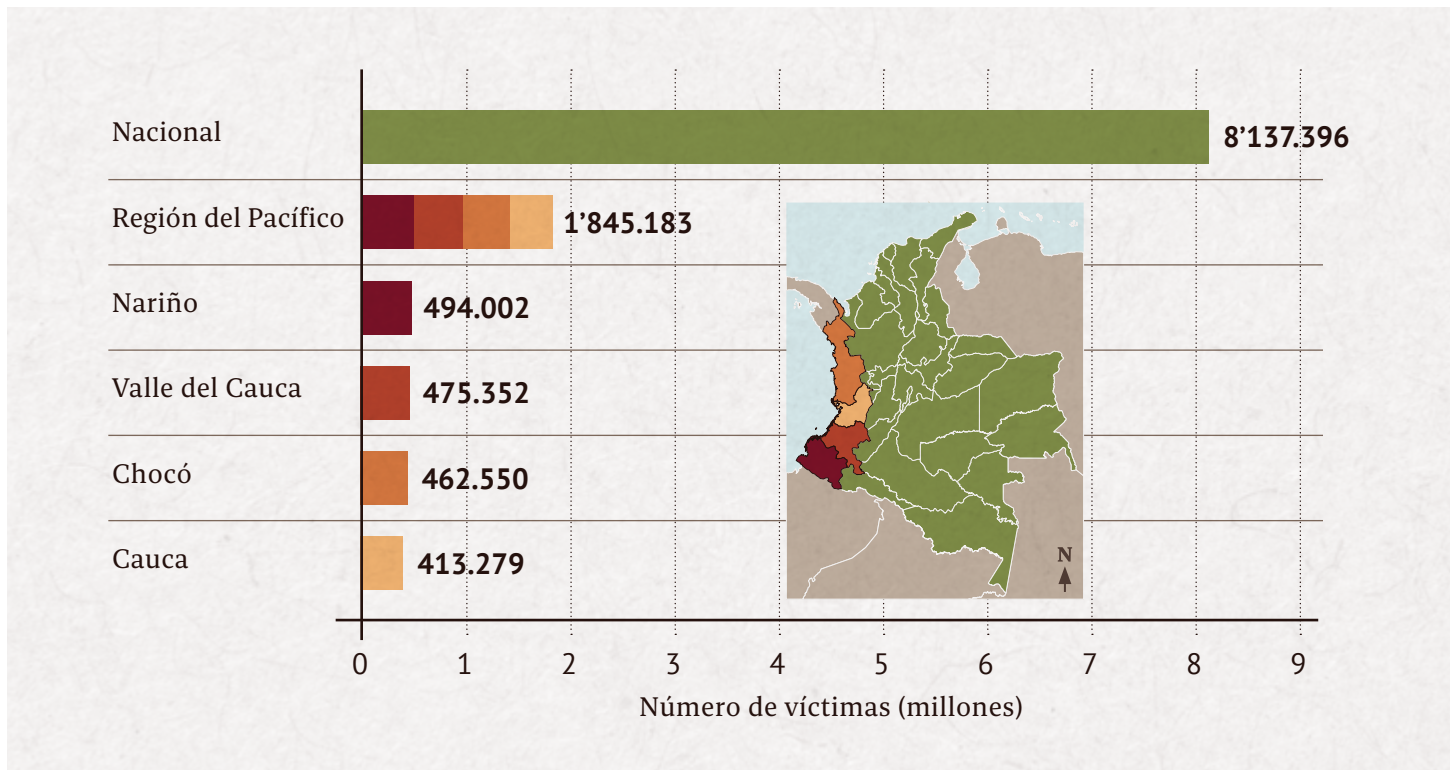 Nacional 8’137.396
Región del Pacífico 1’845.183
Nariño 494.002
Valle del Cauca 475.352
Chocó 462.550
Cauca 413.279
N
0 1 2 3 4 5 6 7 8 9
Número de víctimas (millones)